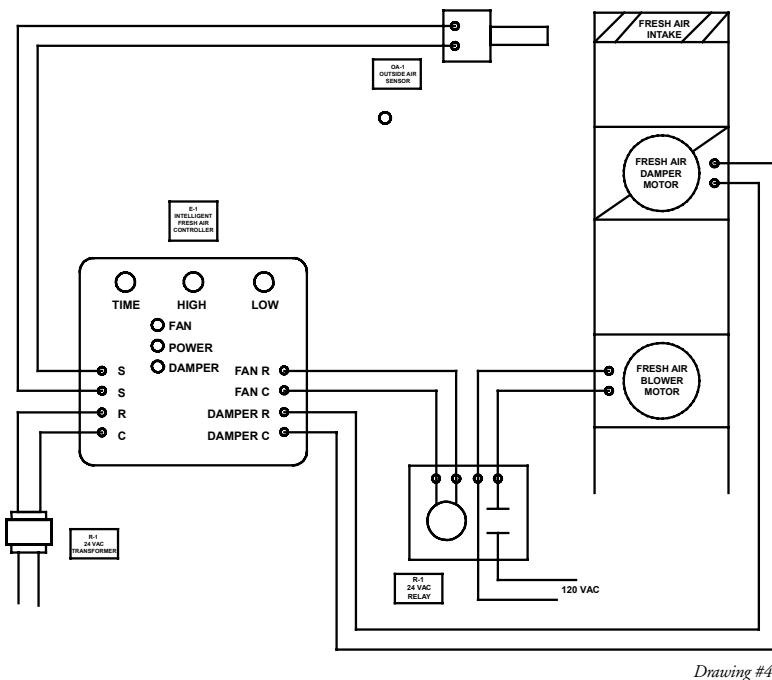 FRESH AIR
INTAKE
OA-1
OUTSIDE AIR
SENSOR
FRESH AIR
DAMPER
MOTOR
E-1
INTELLIGENT
FRESH AIR
CONTROLLER
TIME HIGH LOW
FAN
POWER
DAMPER
S
S
R
C
FAN R
FAN C
DAMPER R
DAMPER C
FRESH AIR
BLOWER
MOTOR
R-1
24 VAC
TRANSFORMER
R-1
24 VAC
RELAY
120 VAC
Drawing #4